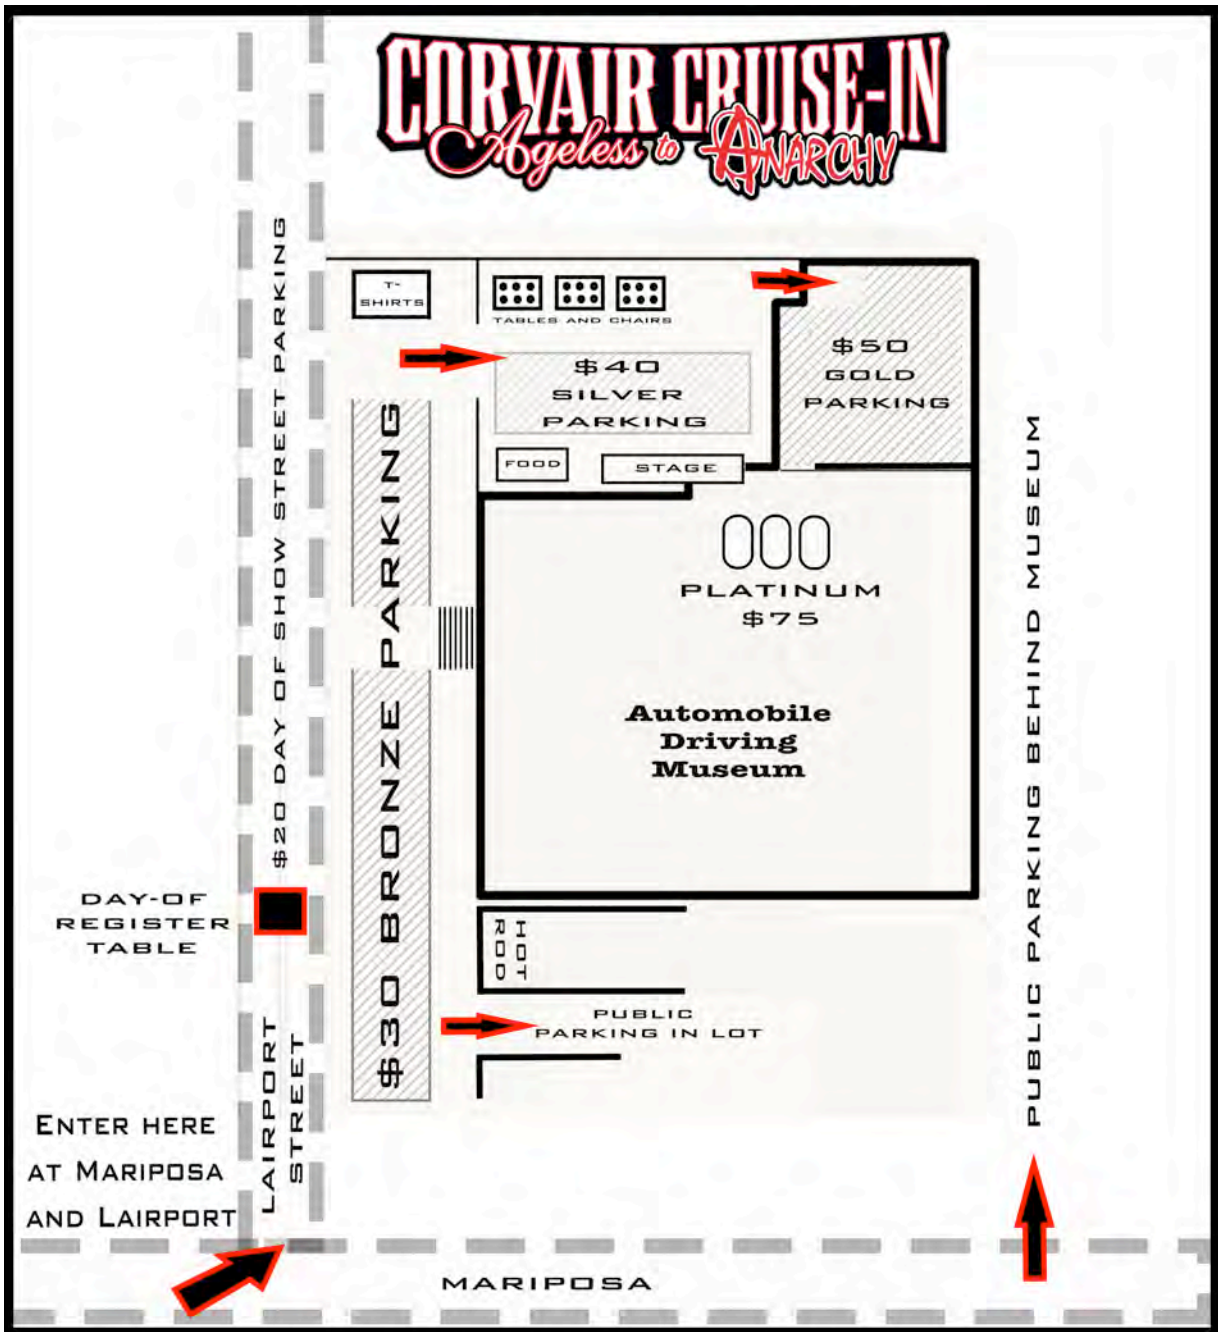 CORVAIR CRUISE-IN
Ageless to ANARCHY
T-
SHIRTS
TABLES AND CHAIRS
$40
SILVER
PARKING
$50
GOLD
PARKING
FOOD
STAGE
PLATINUM
$75
Automobile
Driving
Museum
$20 DAY OF SHOW STREET PARKING
$30 BRONZE PARKING
PUBLIC PARKING BEHIND MUSEUM
DAY-OF
REGISTER
TABLE
HOT
ROD
PUBLIC
PARKING IN LOT
LAIRPORT
STREET
ENTER HERE
AT MARIPOSA
AND LAIRPORT
MARIPOSA